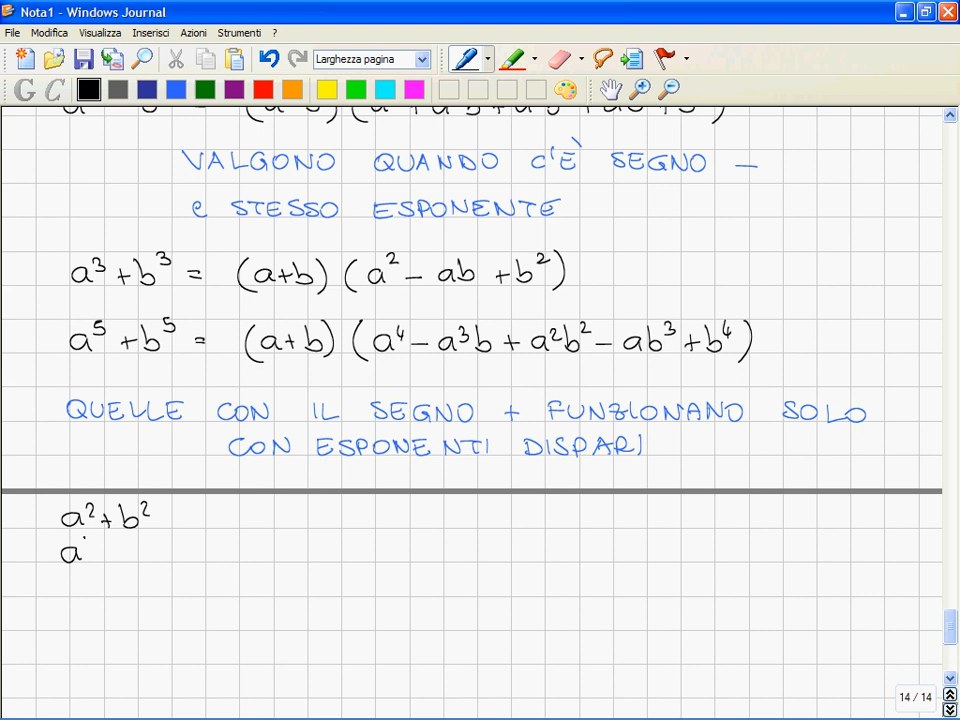 Nota1 - Windows Journal
File Modifica Visualizza Inserisci Azioni Strumenti ?
Larghezza pagina
G C
VALGONO QUANDO C'È SEGNO −
e STESSO ESPONENTE
a³ + b³ = (a+b) (a² − ab + b²)
a⁵ + b⁵ = (a+b) (a⁴ − a³b + a²b² − ab³ + b⁴)
QUELLE CON IL SEGNO + FUNZIONANO SOLO
CON ESPONENTI DISPARI
a² + b²
a
14 / 14